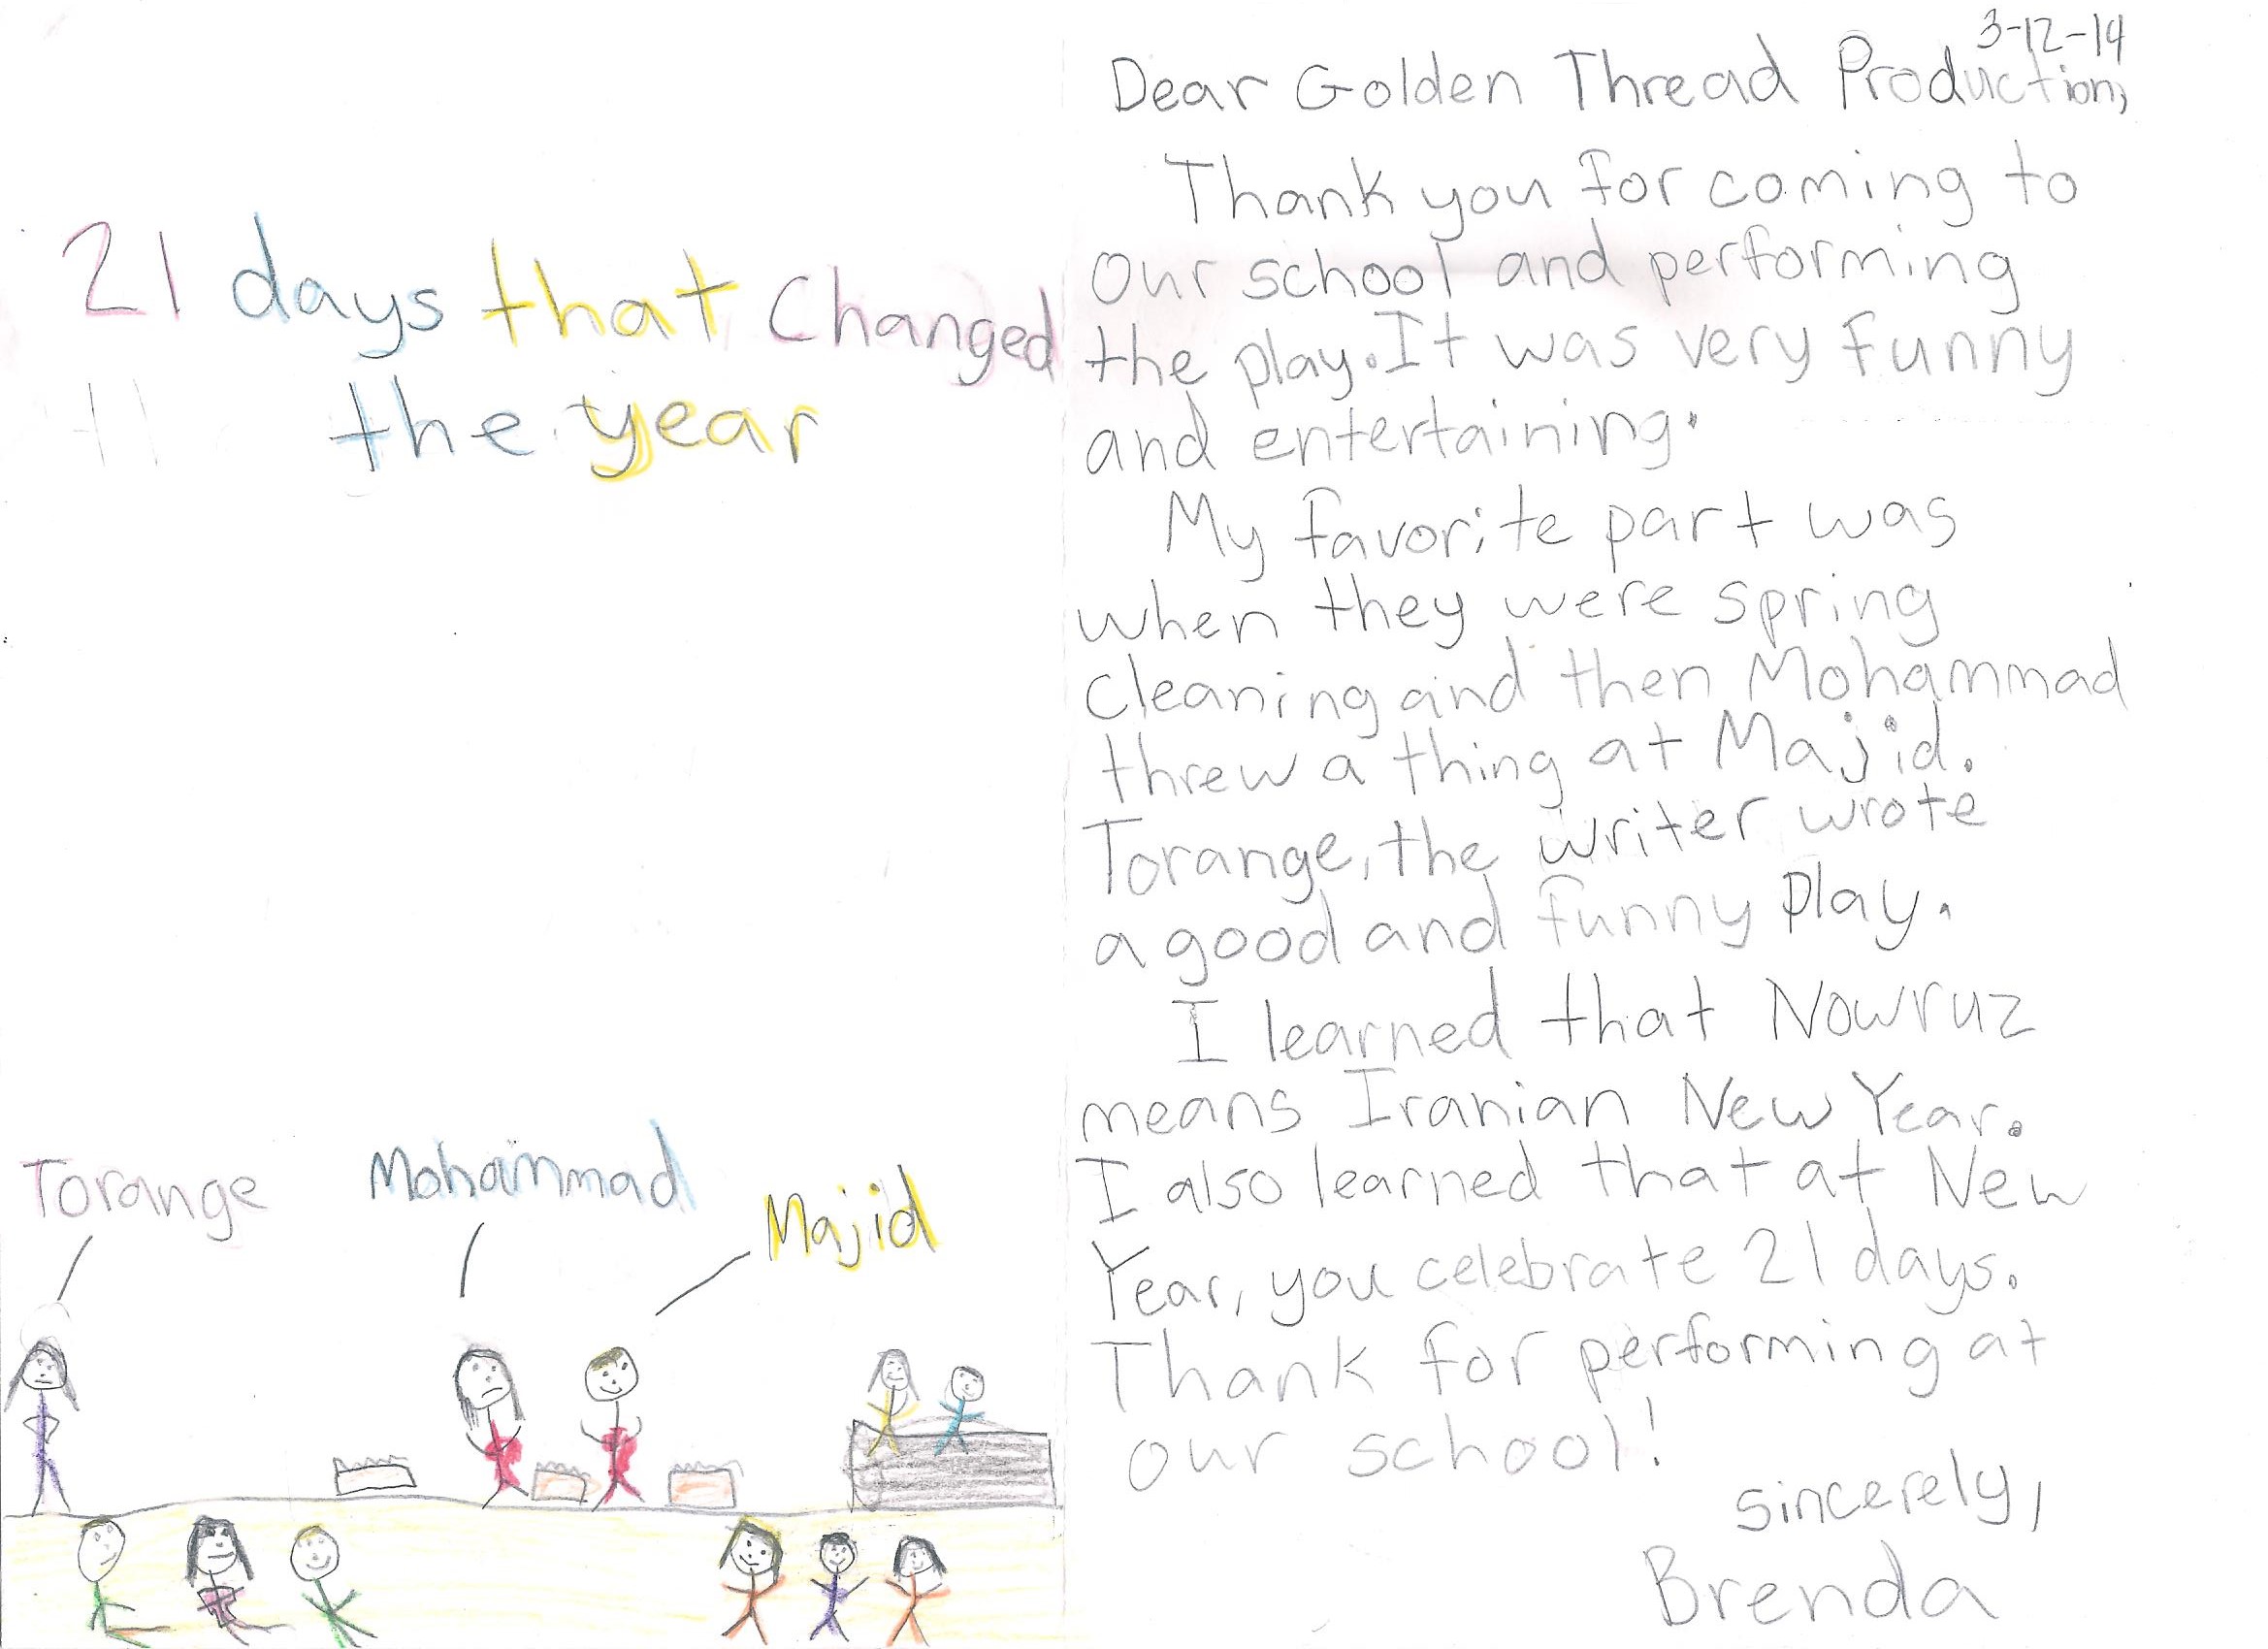 21 days that Changed
the year
Torange
Mohammad
Majid
3-12-14
Dear Golden Thread Production,
Thank you for coming to
our school and performing
the play. It was very funny
and entertaining.
My favorite part was
when they were spring
cleaning and then Mohammad
threw a thing at Majid.
Torange, the writer wrote
a good and funny play.
I learned that Nowruz
means Iranian New Year.
I also learned that at New
Year, you celebrate 21 days.
Thank for performing at
our school!
sincerely,
Brenda